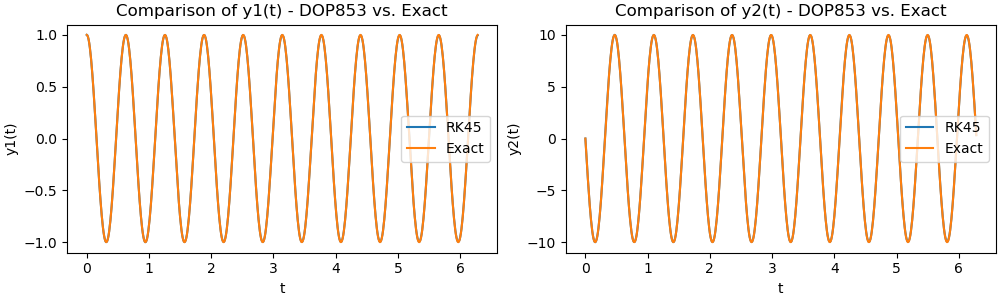 Comparison of y1(t) - DOP853 vs. Exact
1.0
0.5
0.0
−0.5
−1.0
y1(t)
RK45
Exact
0 1 2 3 4 5 6
t
Comparison of y2(t) - DOP853 vs. Exact
10
5
0
−5
−10
y2(t)
RK45
Exact
0 1 2 3 4 5 6
t